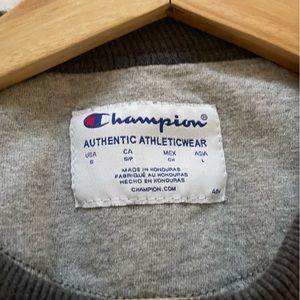 Champion®
AUTHENTIC ATHLETICWEAR
USA CA MEX ASIA
S S/P CH L
MADE IN HONDURAS
FABRIQUÉ AU HONDURAS
HECHO EN HONDURAS
CHAMPION.COM